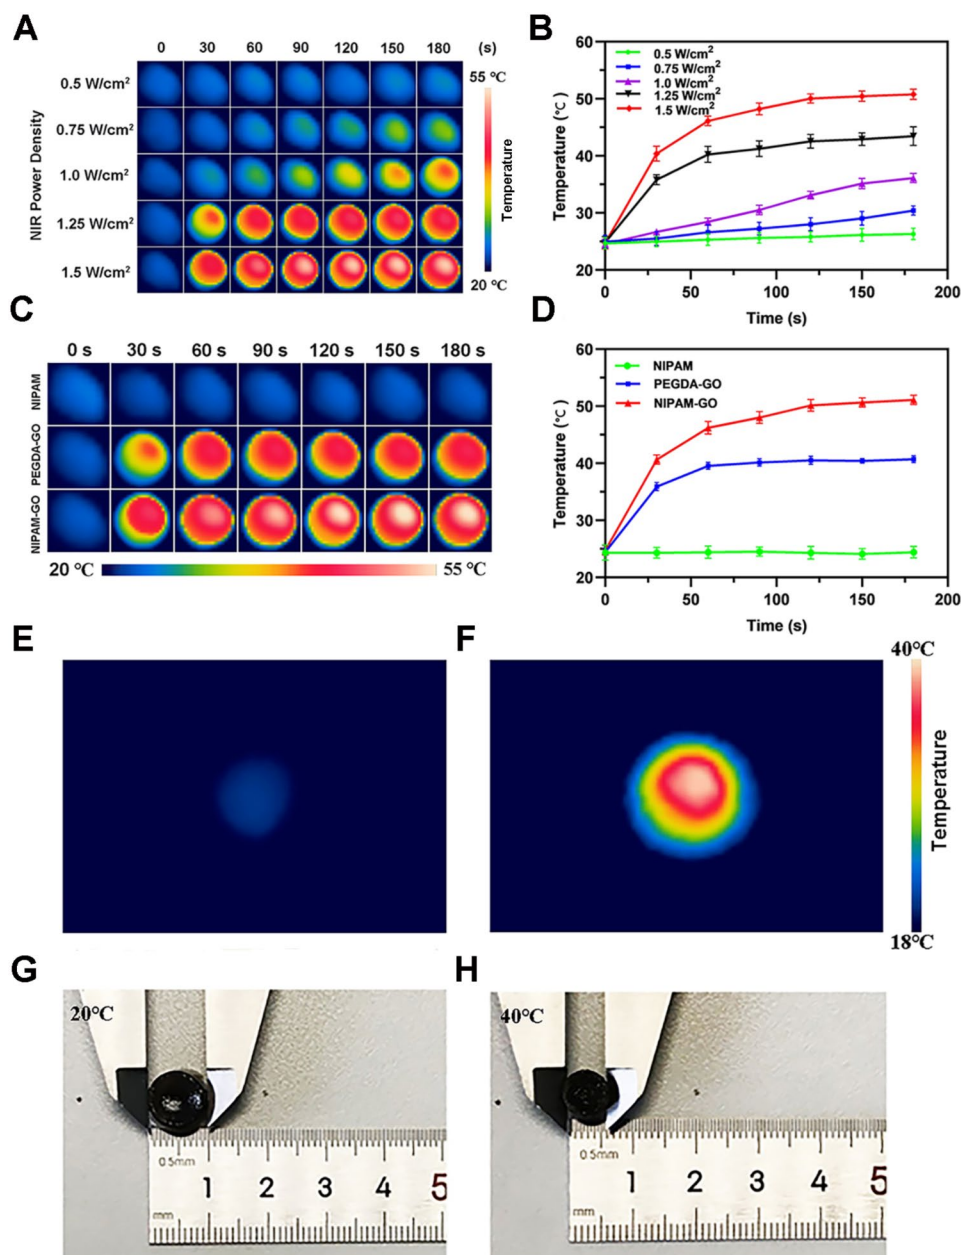 A
0 30 60 90 120 150 180 (s)
NIR Power Density
0.5 W/cm²
0.75 W/cm²
1.0 W/cm²
1.25 W/cm²
1.5 W/cm²
55 °C
Temperature
20 °C
B
60
50
40
30
20
Temperature (°C)
0.5 W/cm²
0.75 W/cm²
1.0 W/cm²
1.25 W/cm²
1.5 W/cm²
0 50 100 150 200
Time (s)
C
0 s 30 s 60 s 90 s 120 s 150 s 180 s
NIPAM
PEGDA-GO
NIPAM-GO
20 °C 55 °C
D
60
50
40
30
20
Temperature (°C)
NIPAM
PEGDA-GO
NIPAM-GO
0 50 100 150 200
Time (s)
E
F
40°C
Temperature
18°C
G
20°C
0.5mm
1 2 3 4 5
mm
H
40°C
0.5mm
1 2 3 4 5
mm